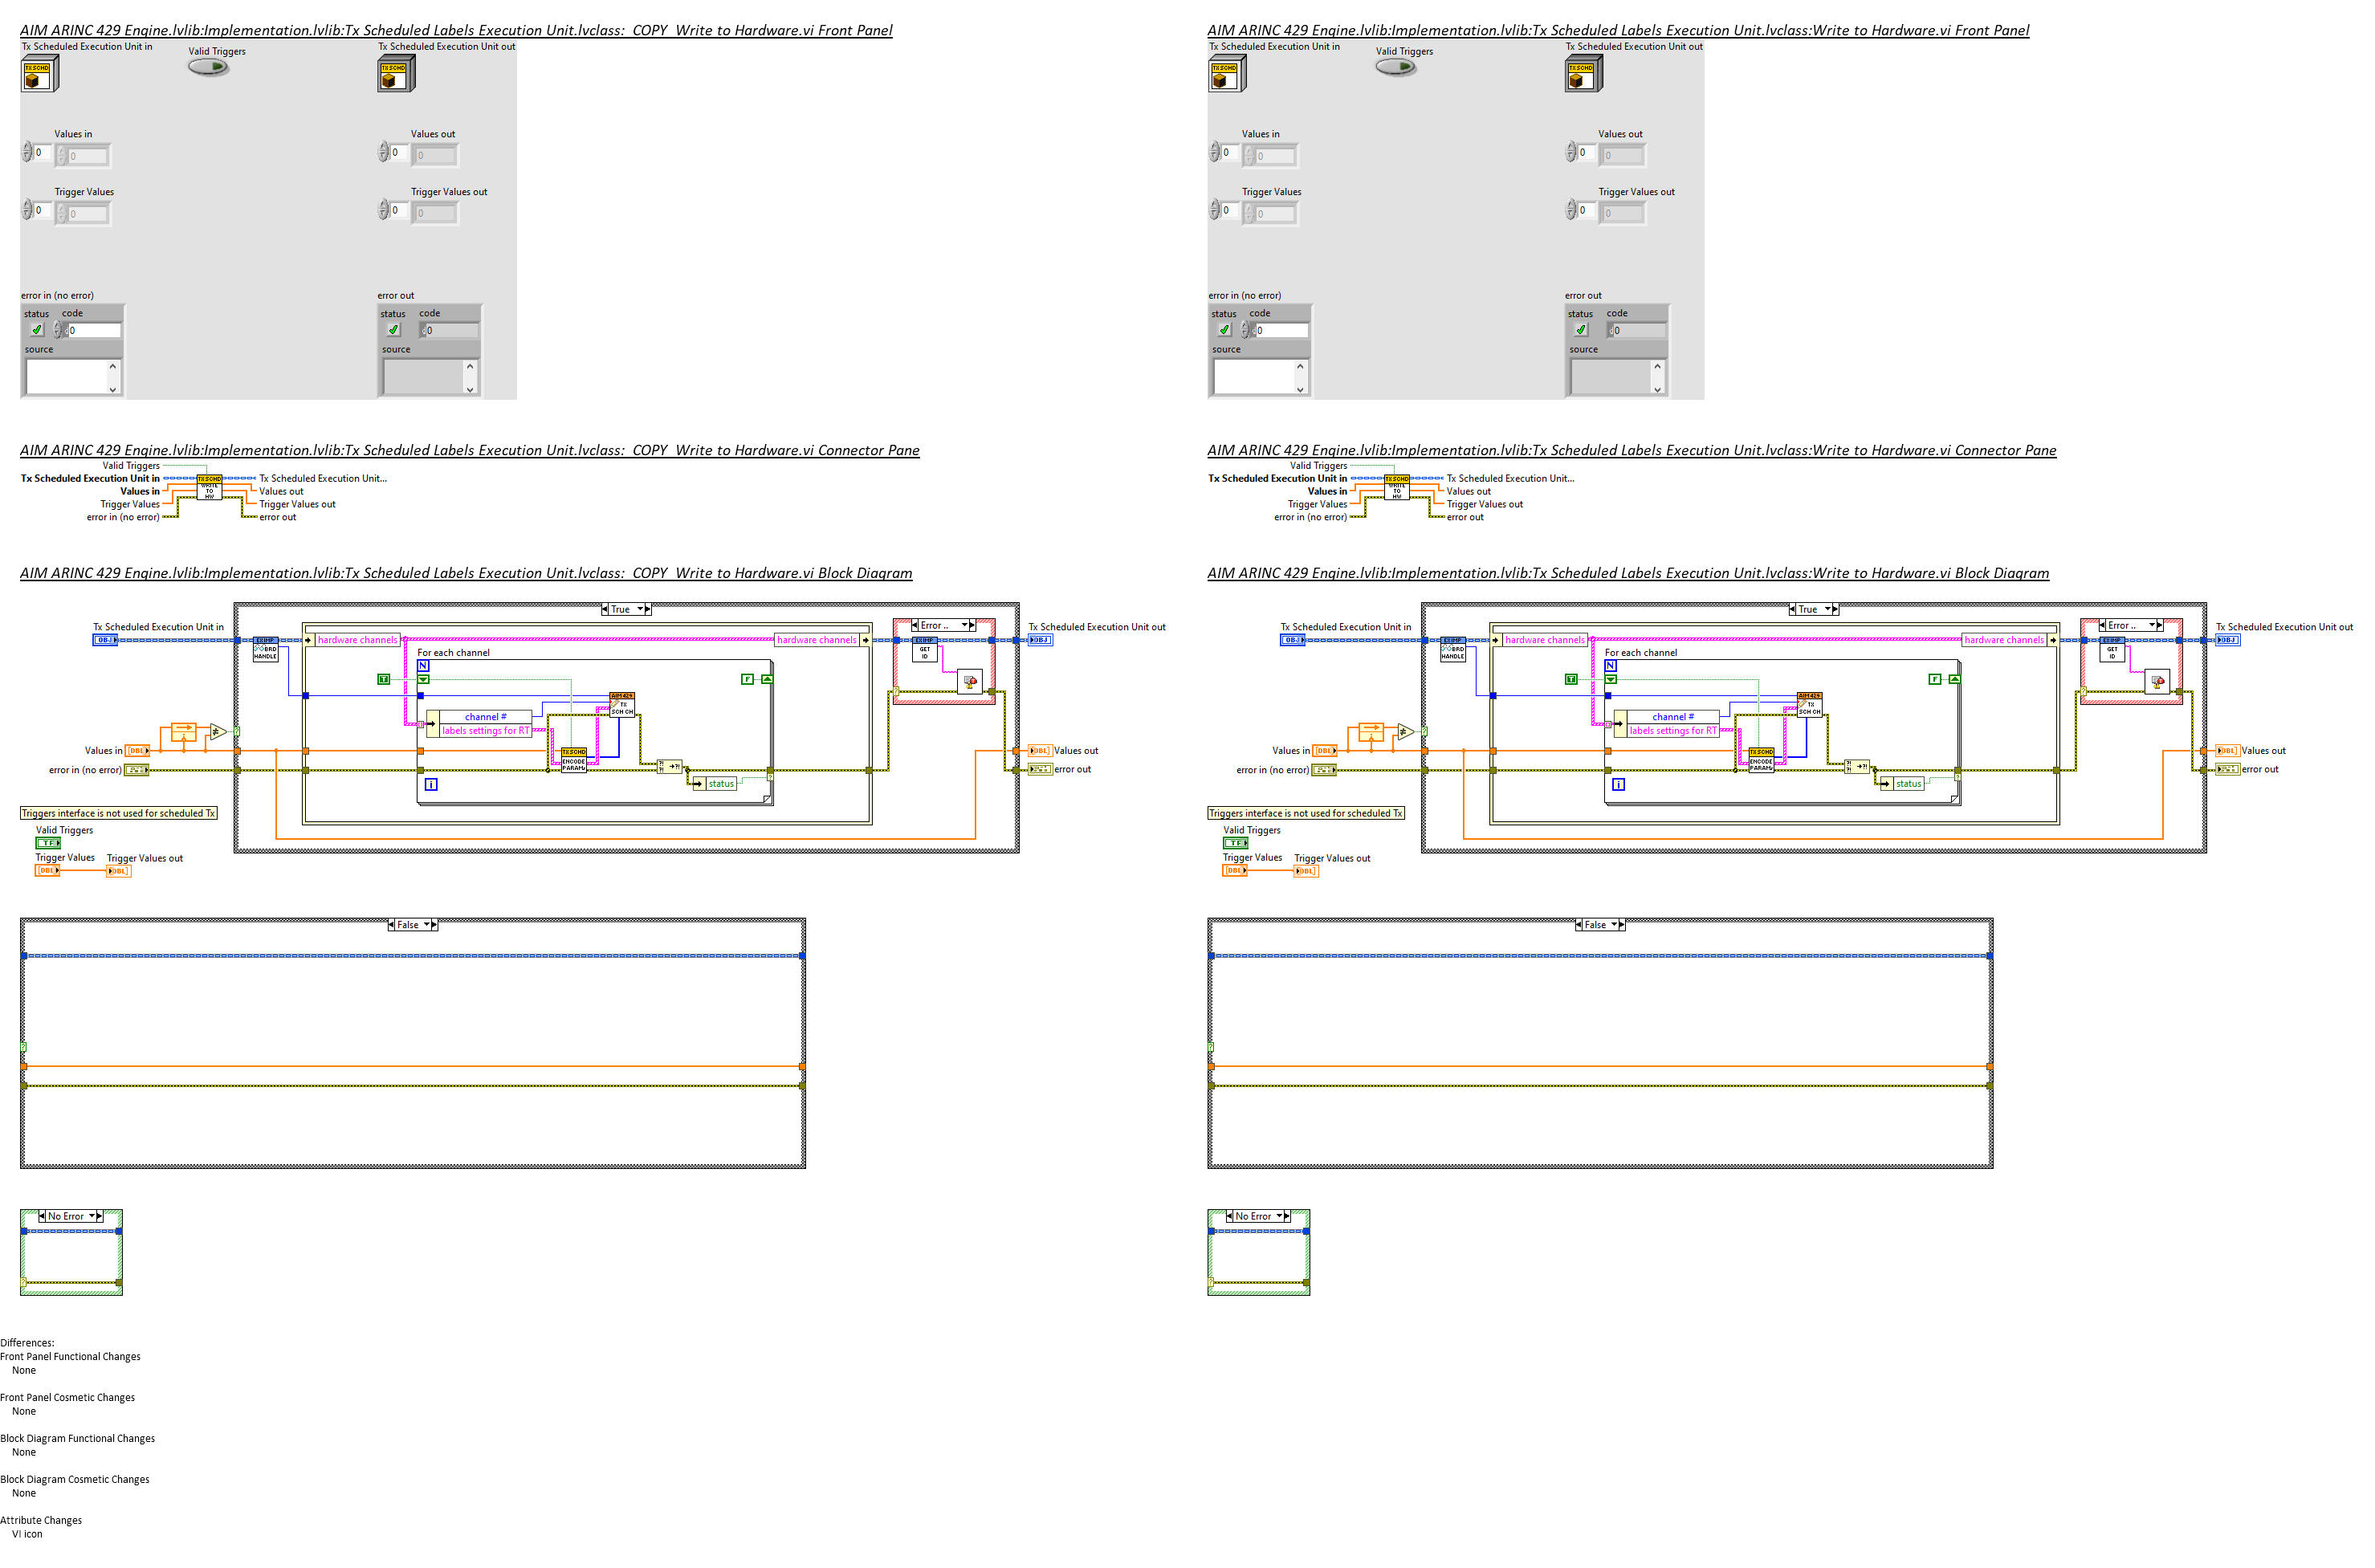 AIM ARINC 429 Engine.lvlib:Implementation.lvlib:Tx Scheduled Labels Execution Unit.lvclass:  COPY  Write to Hardware.vi Front Panel
Tx Scheduled Execution Unit in
Valid Triggers
Tx Scheduled Execution Unit out
TX SCHD
TX SCHD
Values in
Values out
0
0
0
0
Trigger Values
Trigger Values out
0
0
0
0
error in (no error)
error out
status code
status code
0
0
source
source
AIM ARINC 429 Engine.lvlib:Implementation.lvlib:Tx Scheduled Labels Execution Unit.lvclass:  COPY  Write to Hardware.vi Connector Pane
Valid Triggers
Tx Scheduled Execution Unit in
Tx Scheduled Execution Unit...
Values in
Values out
Trigger Values
Trigger Values out
error in (no error)
error out
TX SCHD
WRITE
TO
HW
AIM ARINC 429 Engine.lvlib:Implementation.lvlib:Tx Scheduled Labels Execution Unit.lvclass:  COPY  Write to Hardware.vi Block Diagram
True
Tx Scheduled Execution Unit in
OBJ
BRD
HANDLE
hardware channels
hardware channels
Error ..
GET
ID
Tx Scheduled Execution Unit out
OBJ
For each channel
N
T
F
AIM429
TX
SCH CH
channel #
labels settings for RT
Values in
[DBL]
TX SCHD
ENCODE
PARAMS
Values out
[DBL]
error in (no error)
error out
i
status
Triggers interface is not used for scheduled Tx
Valid Triggers
TF
Trigger Values
Trigger Values out
[DBL]
[DBL]
False
No Error
Differences:
Front Panel Functional Changes
None
Front Panel Cosmetic Changes
None
Block Diagram Functional Changes
None
Block Diagram Cosmetic Changes
None
Attribute Changes
VI icon
AIM ARINC 429 Engine.lvlib:Implementation.lvlib:Tx Scheduled Labels Execution Unit.lvclass:Write to Hardware.vi Front Panel
Tx Scheduled Execution Unit in
Valid Triggers
Tx Scheduled Execution Unit out
TX SCHD
TX SCHD
Values in
Values out
0
0
0
0
Trigger Values
Trigger Values out
0
0
0
0
error in (no error)
error out
status code
status code
0
0
source
source
AIM ARINC 429 Engine.lvlib:Implementation.lvlib:Tx Scheduled Labels Execution Unit.lvclass:Write to Hardware.vi Connector Pane
Valid Triggers
Tx Scheduled Execution Unit in
Tx Scheduled Execution Unit...
Values in
Values out
Trigger Values
Trigger Values out
error in (no error)
error out
TX SCHD
WRITE
TO
HW
AIM ARINC 429 Engine.lvlib:Implementation.lvlib:Tx Scheduled Labels Execution Unit.lvclass:Write to Hardware.vi Block Diagram
True
Tx Scheduled Execution Unit in
OBJ
BRD
HANDLE
hardware channels
hardware channels
Error ..
GET
ID
Tx Scheduled Execution Unit out
OBJ
For each channel
N
T
F
AIM429
TX
SCH CH
channel #
labels settings for RT
Values in
[DBL]
TX SCHD
ENCODE
PARAMS
Values out
[DBL]
error in (no error)
error out
i
status
Triggers interface is not used for scheduled Tx
Valid Triggers
TF
Trigger Values
Trigger Values out
[DBL]
[DBL]
False
No Error